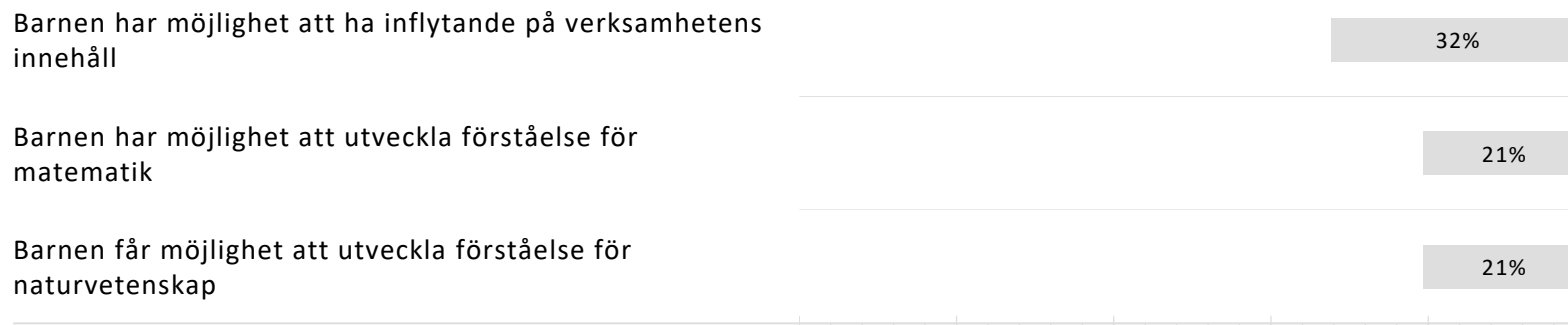 Barnen har möjlighet att ha inflytande på verksamhetens
innehåll
32%
Barnen har möjlighet att utveckla förståelse för
matematik
21%
Barnen får möjlighet att utveckla förståelse för
naturvetenskap
21%